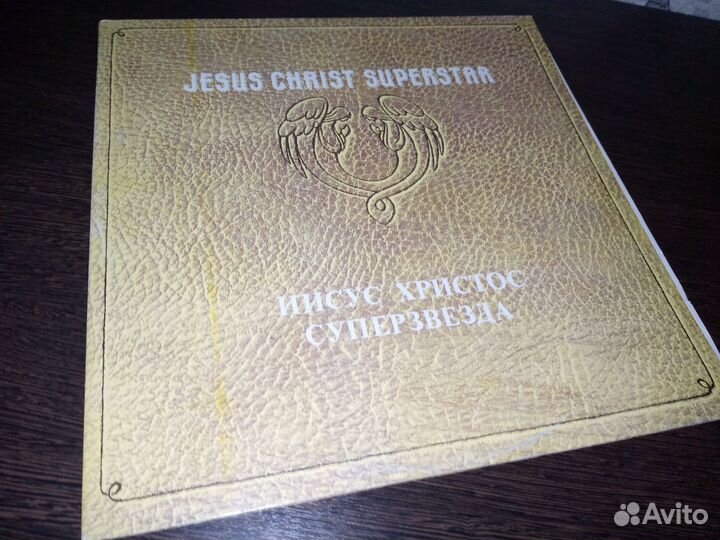 JESUS CHRIST SUPERSTAR
ИИСУС ХРИСТОС
СУПЕРЗВЕЗДА
Avito